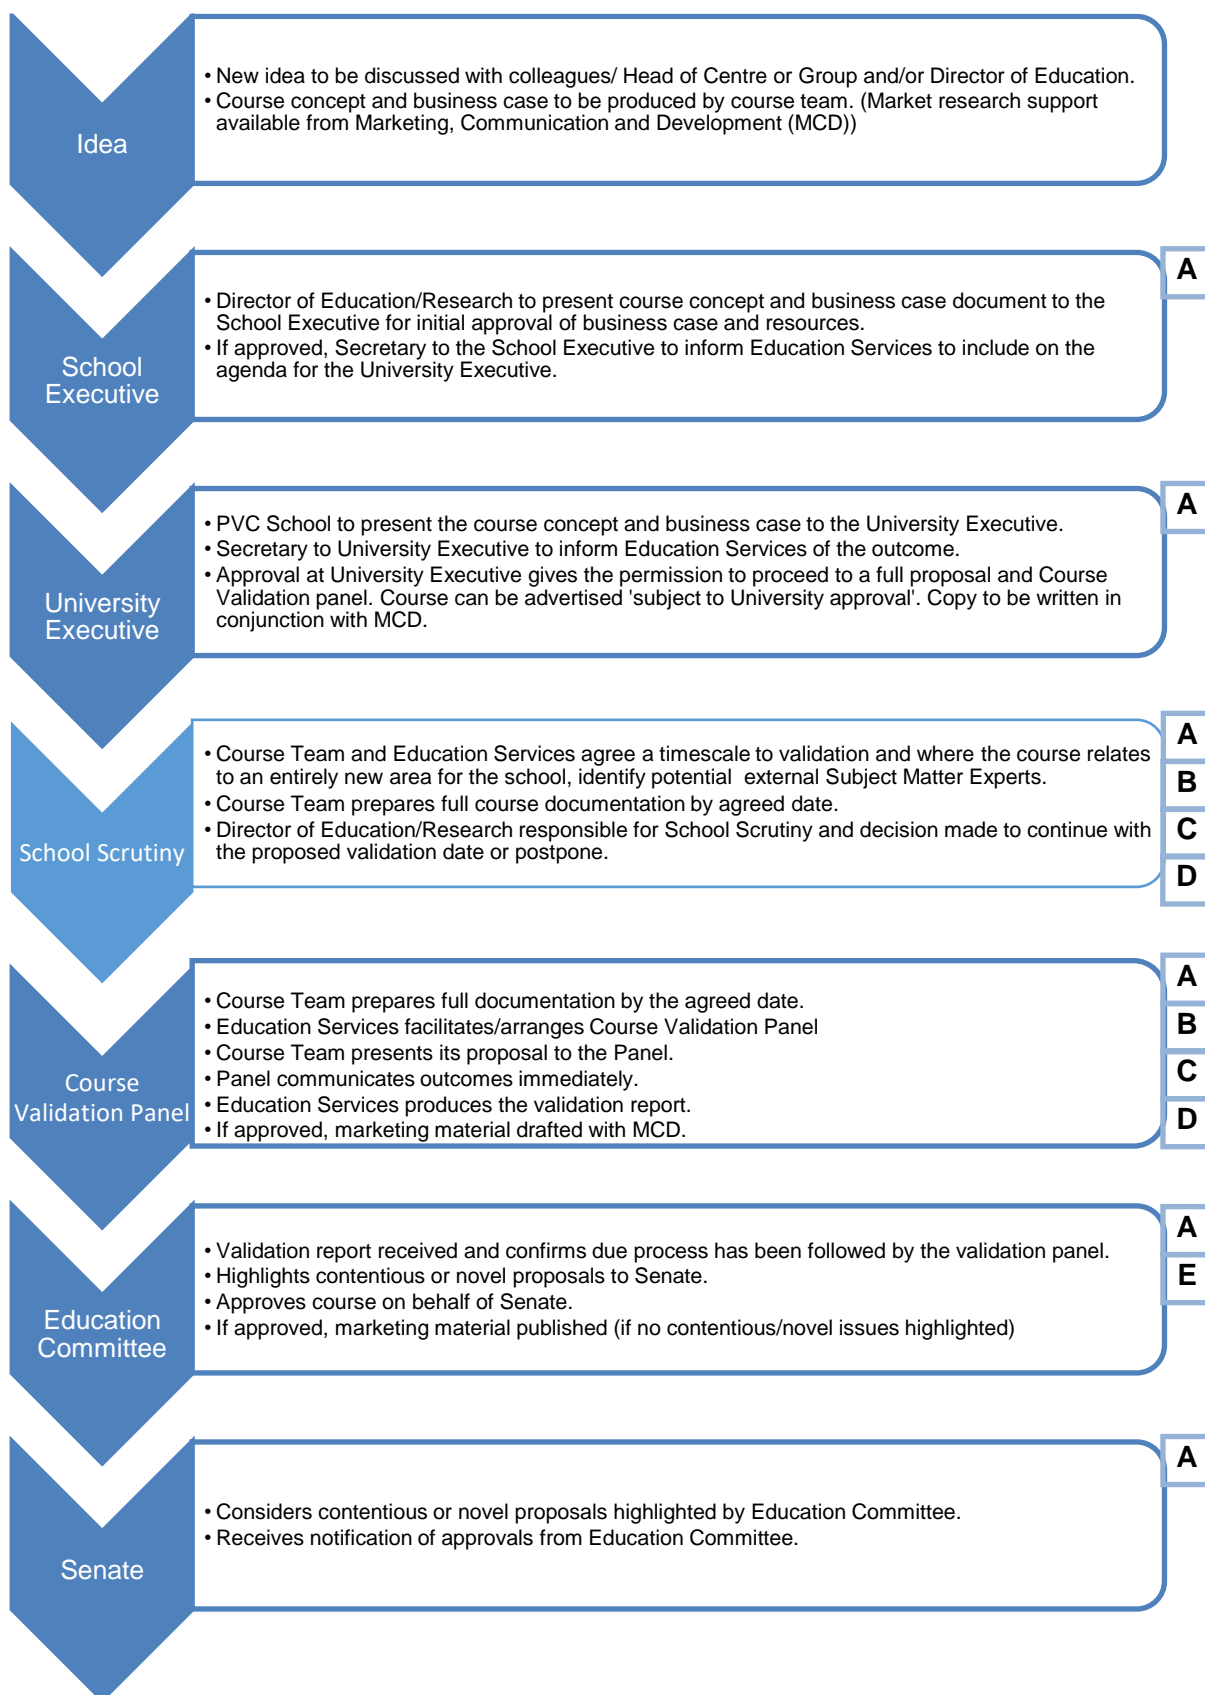 Idea
• New idea to be discussed with colleagues/ Head of Centre or Group and/or Director of Education.
• Course concept and business case to be produced by course team. (Market research support
available from Marketing, Communication and Development (MCD))
School
Executive
• Director of Education/Research to present course concept and business case document to the
School Executive for initial approval of business case and resources.
• If approved, Secretary to the School Executive to inform Education Services to include on the
agenda for the University Executive.
A
University
Executive
• PVC School to present the course concept and business case to the University Executive.
• Secretary to University Executive to inform Education Services of the outcome.
• Approval at University Executive gives the permission to proceed to a full proposal and Course
Validation panel. Course can be advertised 'subject to University approval'. Copy to be written in
conjunction with MCD.
A
School Scrutiny
• Course Team and Education Services agree a timescale to validation and where the course relates
to an entirely new area for the school, identify potential external Subject Matter Experts.
• Course Team prepares full course documentation by agreed date.
• Director of Education/Research responsible for School Scrutiny and decision made to continue with
the proposed validation date or postpone.
A
B
C
D
Course
Validation Panel
• Course Team prepares full documentation by the agreed date.
• Education Services facilitates/arranges Course Validation Panel
• Course Team presents its proposal to the Panel.
• Panel communicates outcomes immediately.
• Education Services produces the validation report.
• If approved, marketing material drafted with MCD.
A
B
C
D
Education
Committee
• Validation report received and confirms due process has been followed by the validation panel.
• Highlights contentious or novel proposals to Senate.
• Approves course on behalf of Senate.
• If approved, marketing material published (if no contentious/novel issues highlighted)
A
E
Senate
• Considers contentious or novel proposals highlighted by Education Committee.
• Receives notification of approvals from Education Committee.
A